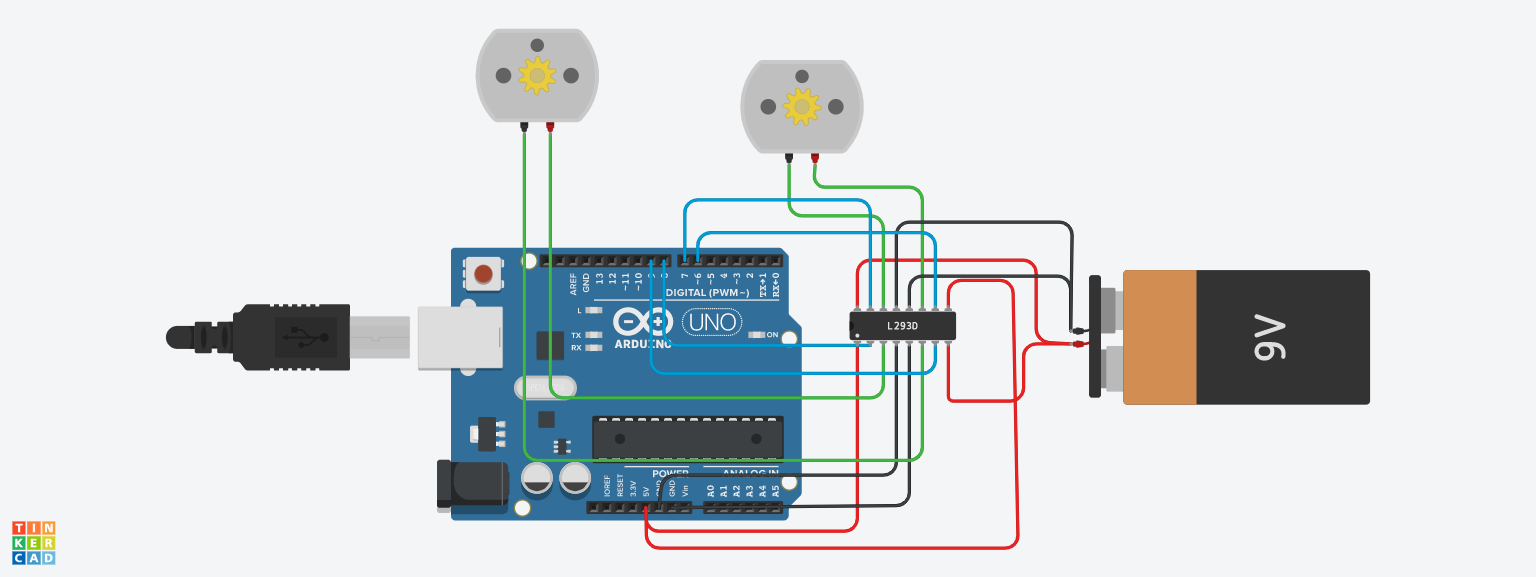 AREF
GND
13
12
~11
~10
9
8
7
~6
~5
4
~3
2
TX→1
RX←0
DIGITAL (PWM~)
L
TX
RX
ARDUINO
UNO
ON
L293D
9V
POWER
ANALOG IN
IOREF
RESET
3.3V
5V
GND
GND
Vin
A0
A1
A2
A3
A4
A5
TIN
KER
CAD